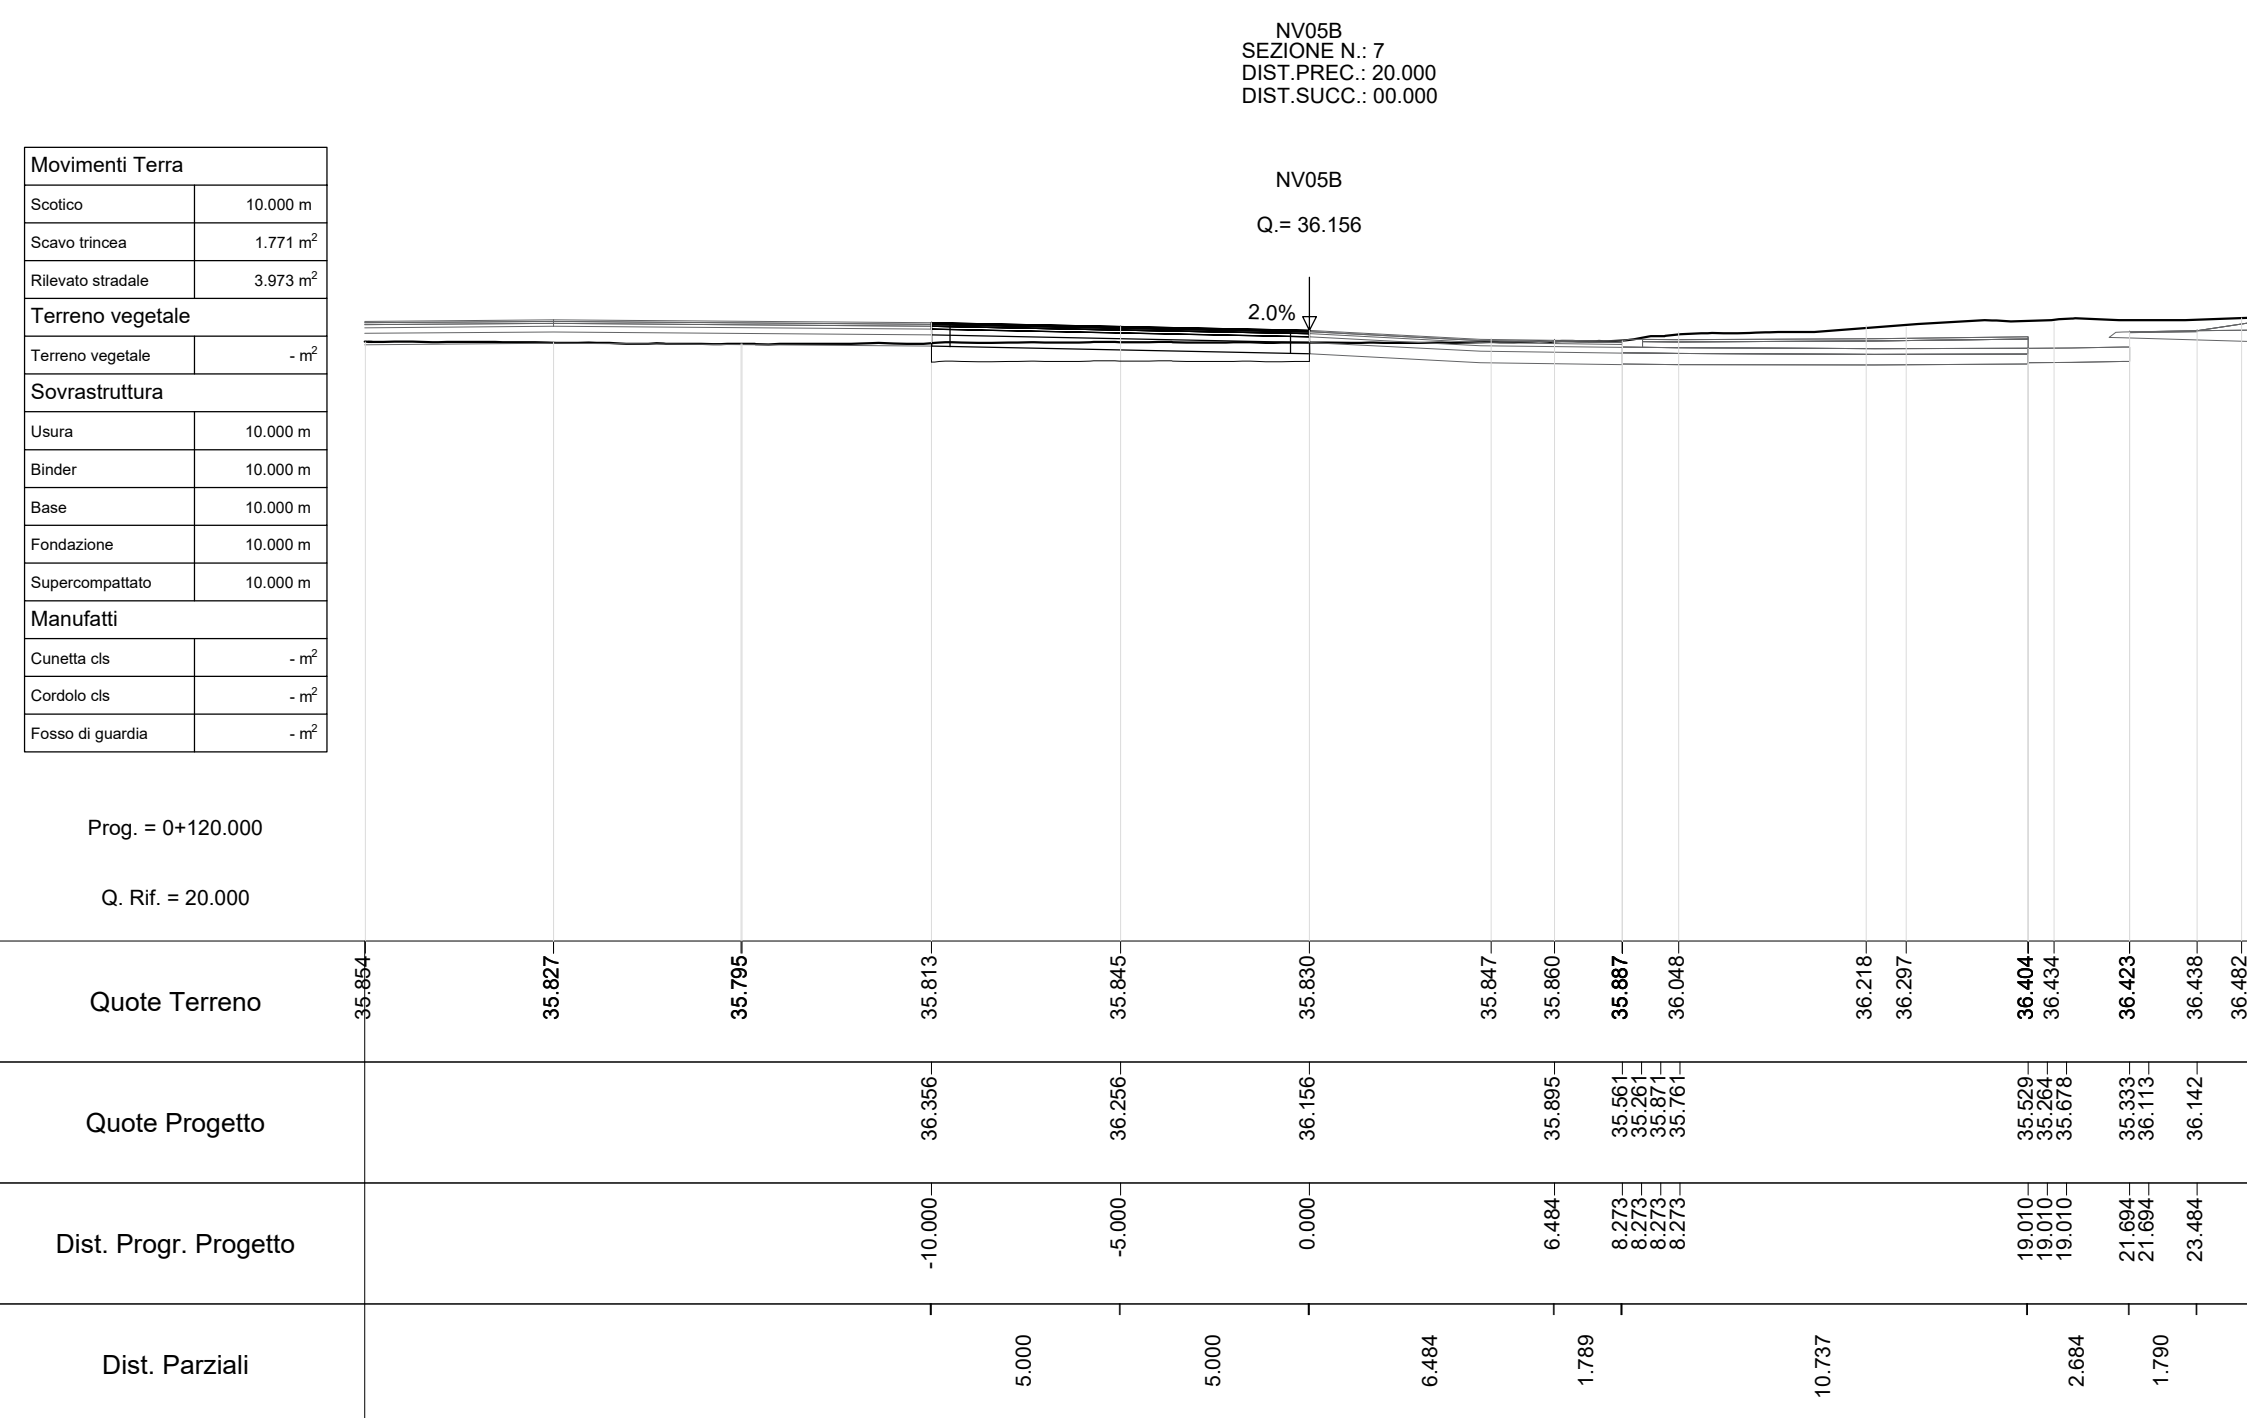 NV05B
SEZIONE N.: 7
DIST.PREC.: 20.000
DIST.SUCC.: 00.000
NV05B
Q.= 36.156
2.0%
Movimenti Terra
Scotico 10.000 m
Scavo trincea 1.771 m²
Rilevato stradale 3.973 m²
Terreno vegetale
Terreno vegetale - m²
Sovrastruttura
Usura 10.000 m
Binder 10.000 m
Base 10.000 m
Fondazione 10.000 m
Supercompattato 10.000 m
Manufatti
Cunetta cls - m²
Cordolo cls - m²
Fosso di guardia - m²
Prog. = 0+120.000
Q. Rif. = 20.000
Quote Terreno 35.854 35.827 35.795 35.813 35.845 35.830 35.847 35.860 35.887 36.048 36.218 36.297 36.404 36.434 36.423 36.438 36.482
Quote Progetto 36.356 36.256 36.156 35.895 35.561 35.261 35.871 35.761 35.529 35.264 35.678 35.333 36.113 36.142
Dist. Progr. Progetto -10.000 -5.000 0.000 6.484 8.273 8.273 8.273 8.273 19.010 19.010 19.010 21.694 21.694 23.484
Dist. Parziali 5.000 5.000 6.484 1.789 10.737 2.684 1.790